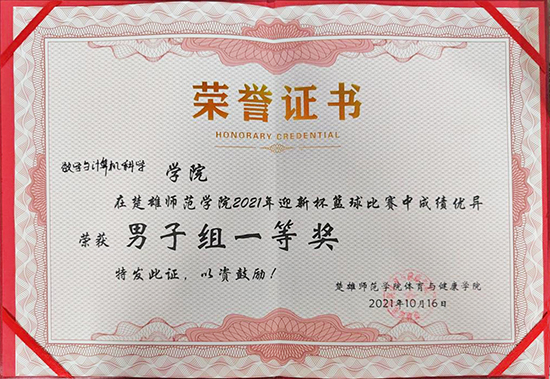 荣誉证书
HONORARY CREDENTIAL
数学与计算机科学 学院
在楚雄师范学院2021年迎新杯篮球比赛中成绩优异
荣获 男子组一等奖
特发此证，以资鼓励！
楚雄师范学院体育与健康学院
2021年10月16日